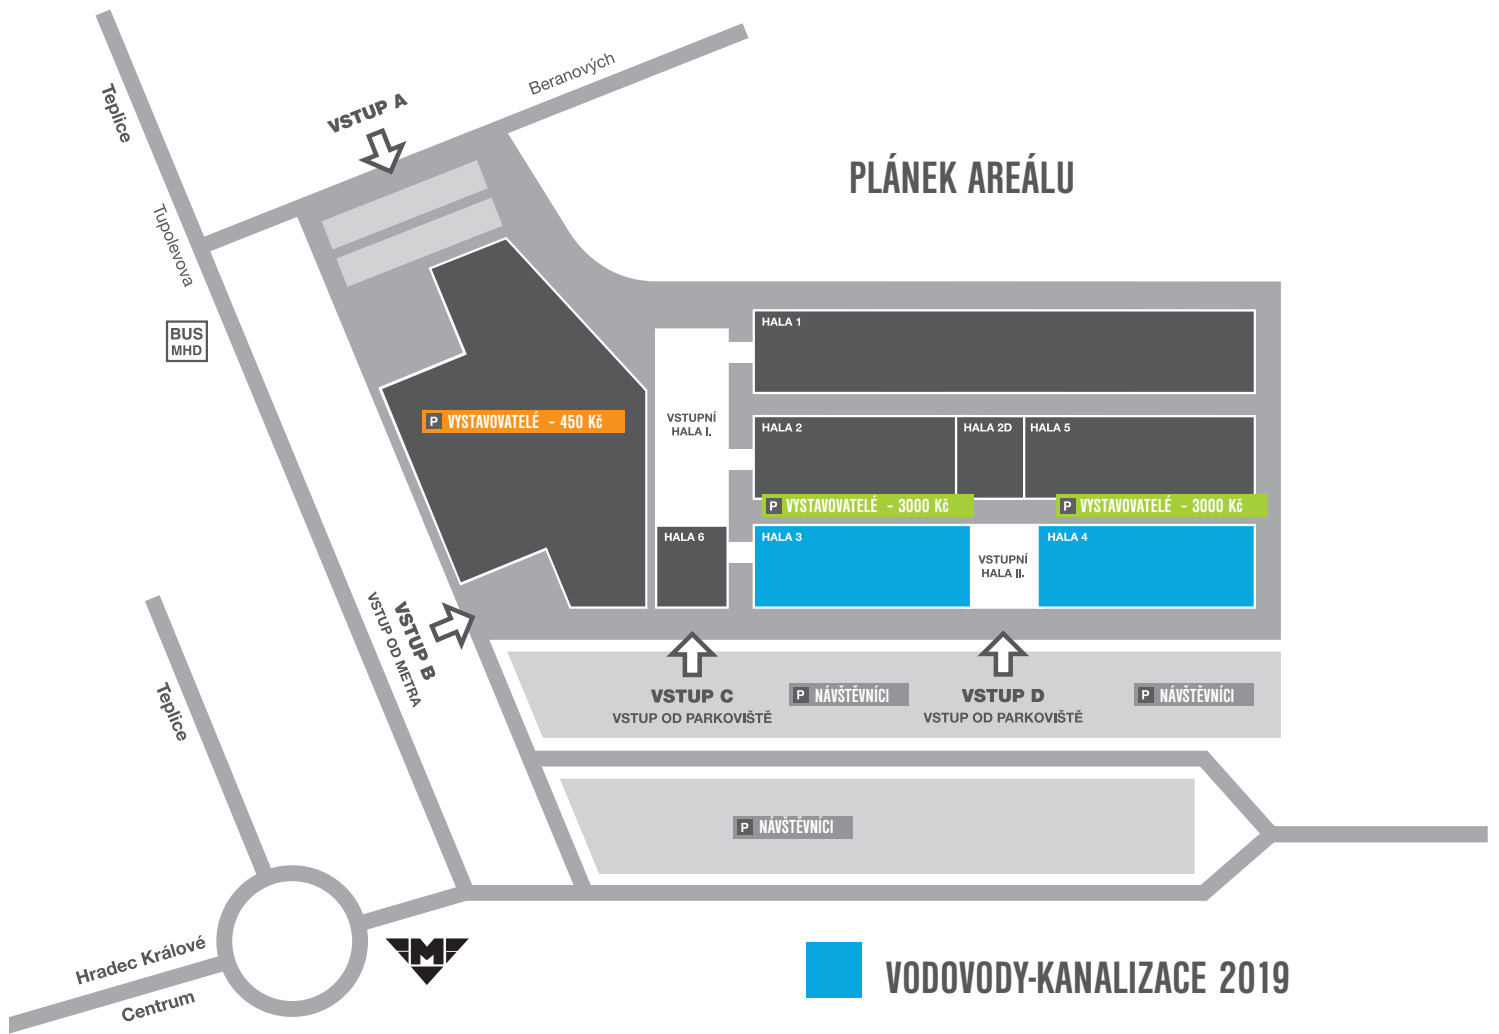 Teplice
VSTUP A
Beranových
PLÁNEK AREÁLU
Tupolevova
BUS
MHD
HALA 1
P VYSTAVOVATELÉ - 450 Kč
VSTUPNÍ
HALA I.
HALA 2
HALA 2D
HALA 5
P VYSTAVOVATELÉ - 3000 Kč
P VYSTAVOVATELÉ - 3000 Kč
HALA 6
HALA 3
VSTUPNÍ
HALA II.
HALA 4
VSTUP B
VSTUP OD METRA
VSTUP C
VSTUP OD PARKOVIŠTĚ
P NÁVŠTĚVNÍCI
VSTUP D
VSTUP OD PARKOVIŠTĚ
P NÁVŠTĚVNÍCI
Teplice
P NÁVŠTĚVNÍCI
Hradec Králové
Centrum
M
VODOVODY-KANALIZACE 2019